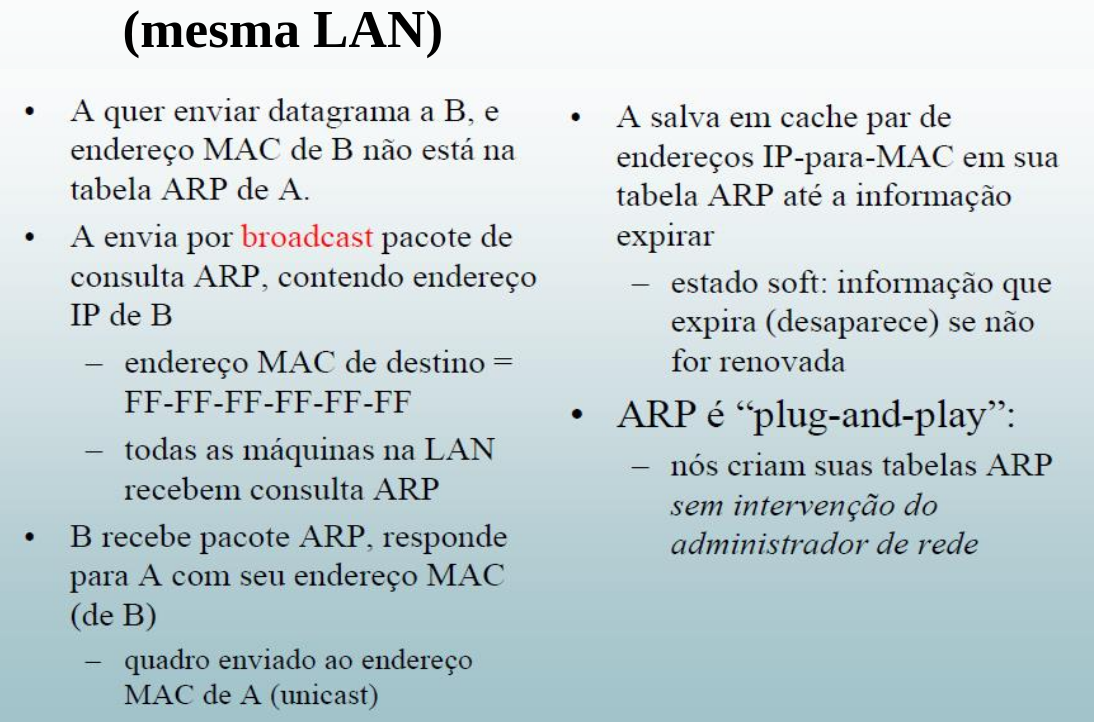 (mesma LAN)
• A quer enviar datagrama a B, e
endereço MAC de B não está na
tabela ARP de A.
• A envia por broadcast pacote de
consulta ARP, contendo endereço
IP de B
– endereço MAC de destino =
FF-FF-FF-FF-FF-FF
– todas as máquinas na LAN
recebem consulta ARP
• B recebe pacote ARP, responde
para A com seu endereço MAC
(de B)
– quadro enviado ao endereço
MAC de A (unicast)
• A salva em cache par de
endereços IP-para-MAC em sua
tabela ARP até a informação
expirar
– estado soft: informação que
expira (desaparece) se não
for renovada
• ARP é “plug-and-play”:
– nós criam suas tabelas ARP
sem intervenção do
administrador de rede